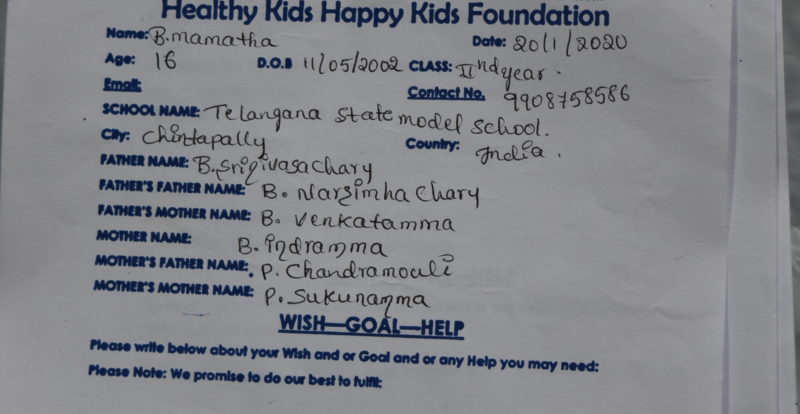 Healthy Kids Happy Kids Foundation
Name: B.mamatha Date: 20/1/2020
Age: 16 D.O.B 11/05/2002 CLASS: IInd year.
Email: Contact No. 9908758586
SCHOOL NAME: Telangana state model school.
City: Chintapally Country: India.
FATHER NAME: B.Srinivasachary
FATHER'S FATHER NAME: B. Narsimha chary
FATHER'S MOTHER NAME: B. Venkatamma
MOTHER NAME: B. indramma
MOTHER'S FATHER NAME: P. Chandramouli
MOTHER'S MOTHER NAME: P. Sukunamma
WISH—GOAL—HELP
Please write below about your Wish and or Goal and or any Help you may need:
Please Note: We promise to do our best to fulfil: